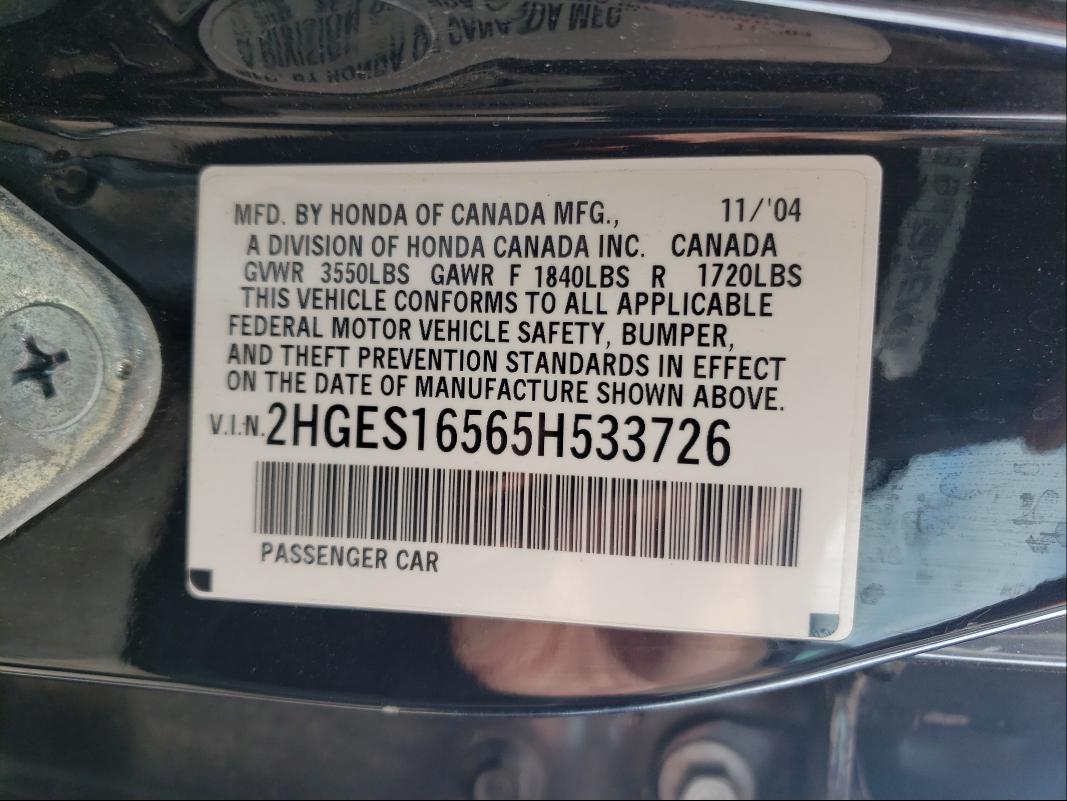 MFD. BY HONDA OF CANADA MFG., 11/'04
A DIVISION OF HONDA CANADA INC. CANADA
GVWR 3550LBS GAWR F 1840LBS R 1720LBS
THIS VEHICLE CONFORMS TO ALL APPLICABLE
FEDERAL MOTOR VEHICLE SAFETY, BUMPER,
AND THEFT PREVENTION STANDARDS IN EFFECT
ON THE DATE OF MANUFACTURE SHOWN ABOVE.
V.I.N. 2HGES16565H533726
PASSENGER CAR